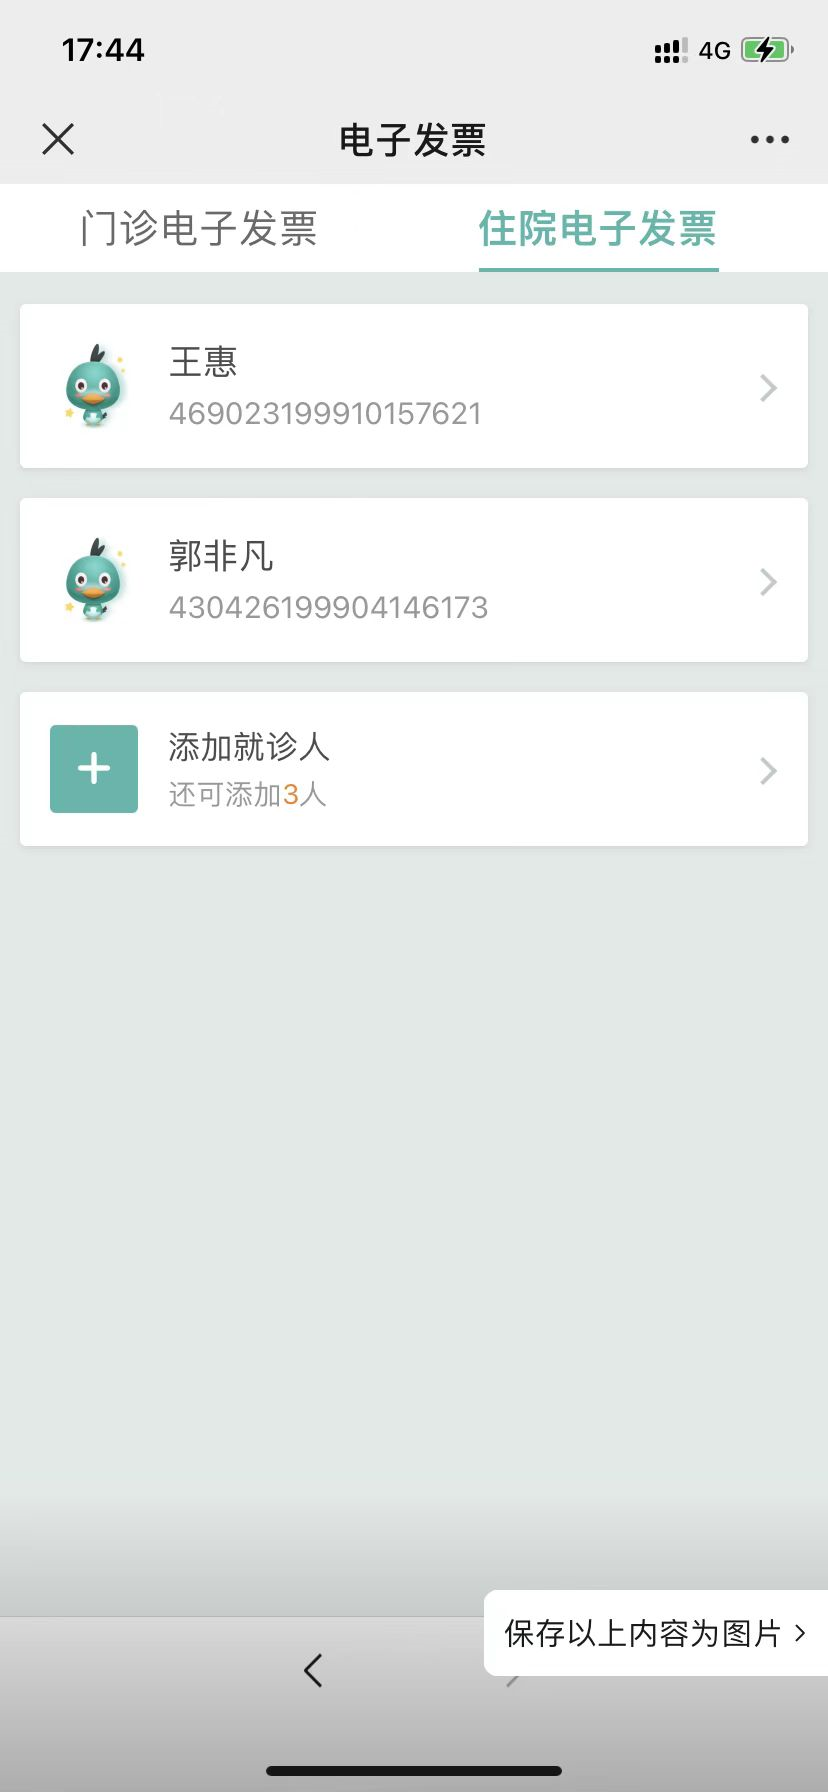 17:44
4G
电子发票
门诊电子发票
住院电子发票
王惠
469023199910157621
郭非凡
430426199904146173
添加就诊人
还可添加3人
保存以上内容为图片